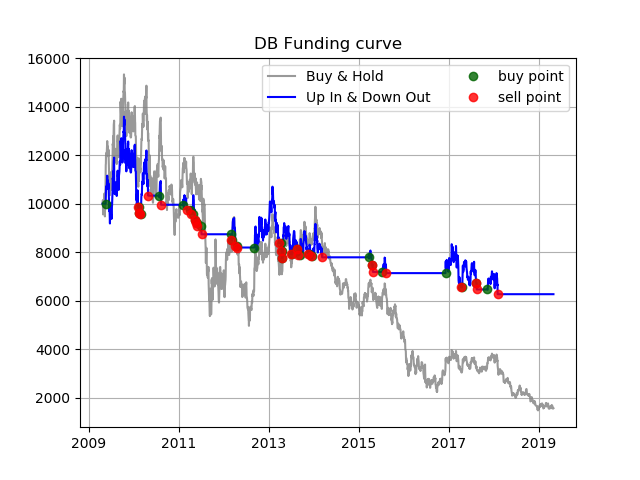 DB Funding curve
16000
14000
12000
10000
8000
6000
4000
2000
Buy & Hold
Up In & Down Out
buy point
sell point
2009 2011 2013 2015 2017 2019